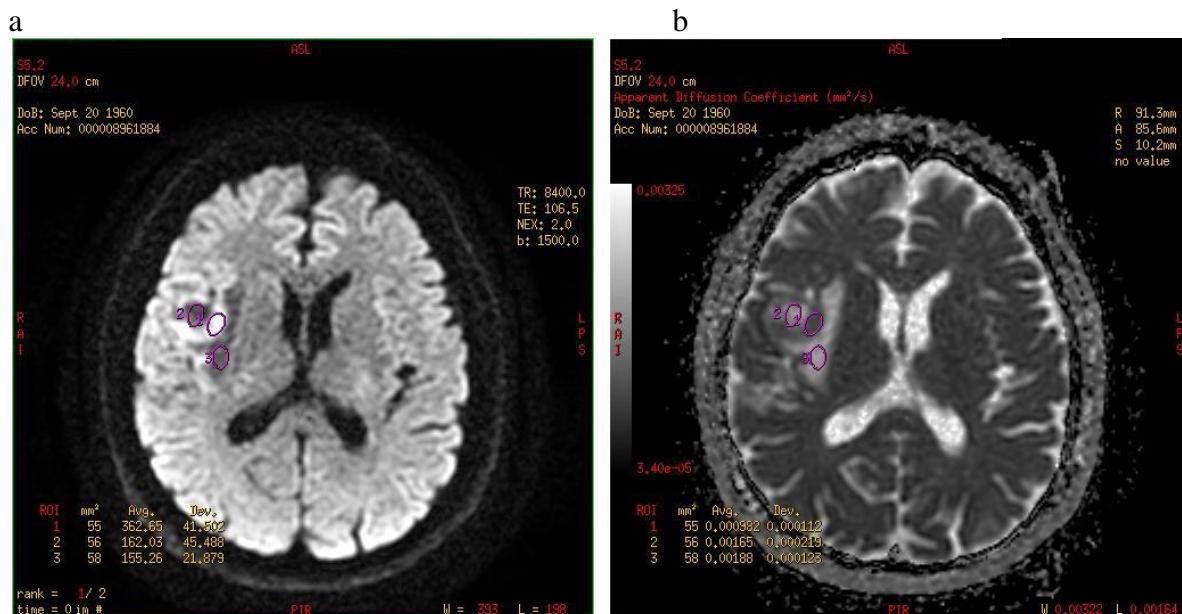 a
b
ASL
S5.2
DFOV 24.0 cm
DoB: Sept 20 1960
Acc Num: 000008961884
TR: 8400.0
TE: 106.5
NEX: 2.0
b: 1500.0
R
A
I
L
P
S
2
1
3
ROI mm² Avg. Dev.
1 55 362.65 41.502
2 56 162.03 45.488
3 58 155.26 21.879
rank = 1/ 2
time = 0 im #
PIR
W = 393 L = 198
ASL
S5.2
DFOV 24.0 cm
Apparent Diffusion Coefficient (mm²/s)
DoB: Sept 20 1960
Acc Num: 000008961884
R 91.3mm
A 85.6mm
S 10.2mm
no value
0.00325
3.40e-05
R
A
I
L
P
S
2
1
3
ROI mm² Avg. Dev.
1 55 0.000982 0.000112
2 56 0.00165 0.000219
3 58 0.00188 0.000123
PIR
W 0.00322 L 0.00164